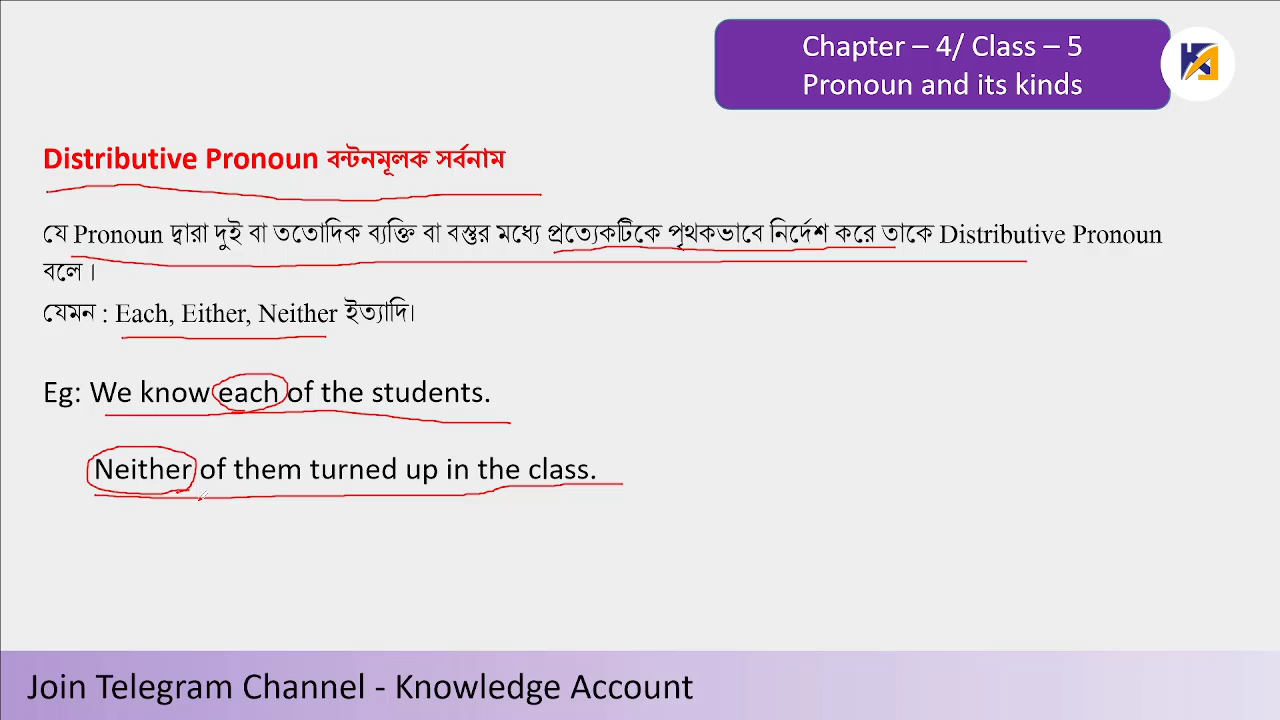 Chapter – 4/ Class – 5
Pronoun and its kinds
Distributive Pronoun বন্টনমূলক সর্বনাম
যে Pronoun দ্বারা দুই বা ততোদিক ব্যক্তি বা বস্তুর মধ্যে প্রত্যেকটিকে পৃথকভাবে নির্দেশ করে তাকে Distributive Pronoun
বলে ।
যেমন : Each, Either, Neither ইত্যাদি।
Eg: We know each of the students.
Neither of them turned up in the class.
Join Telegram Channel - Knowledge Account